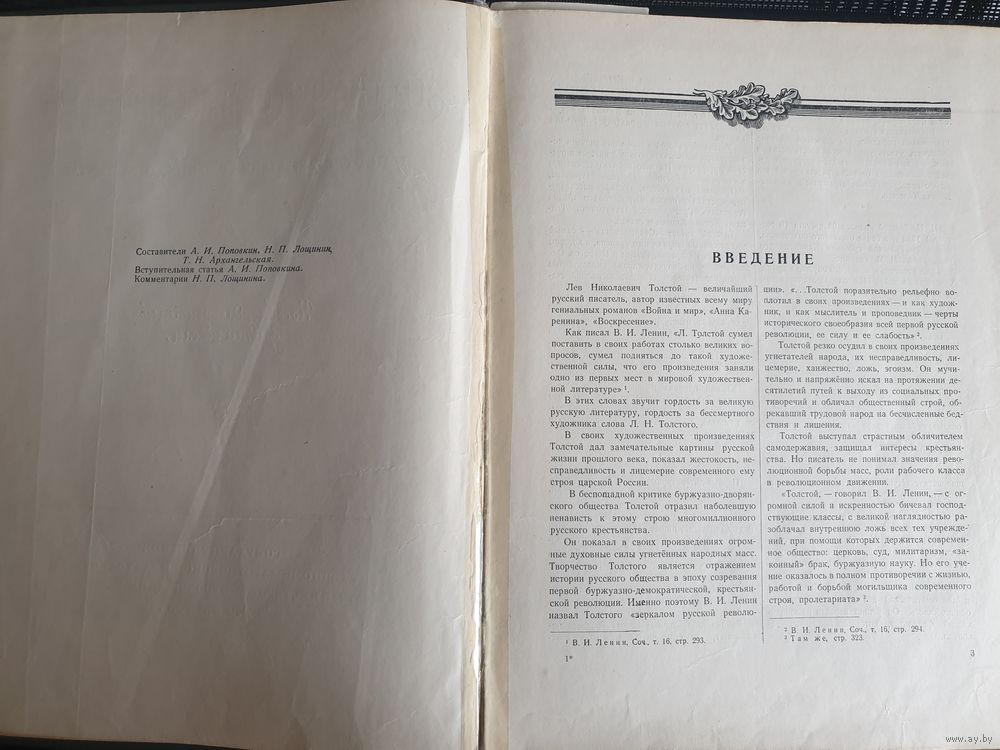 Составители А. И. Поповкин, Н. П. Лощинин,
Т. Н. Архангельская.
Вступительная статья А. И. Поповкина.
Комментарии Н. П. Лощинина.
ВВЕДЕНИЕ
Лев Николаевич Толстой — величайший
русский писатель, автор известных всему миру
гениальных романов «Война и мир», «Анна Ка-
ренина», «Воскресение».
Как писал В. И. Ленин, «Л. Толстой сумел
поставить в своих работах столько великих во-
просов, сумел подняться до такой художе-
ственной силы, что его произведения заняли
одно из первых мест в мировой художествен-
ной литературе» ¹.
В этих словах звучит гордость за великую
русскую литературу, гордость за бессмертного
художника слова Л. Н. Толстого.
В своих художественных произведениях
Толстой дал замечательные картины русской
жизни прошлого века, показал жестокость, не-
справедливость и лицемерие современного ему
строя царской России.
В беспощадной критике буржуазно-дворян-
ского общества Толстой отразил наболевшую
ненависть к этому строю многомиллионного
русского крестьянства.
Он показал в своих произведениях огром-
ные духовные силы угнетённых народных масс.
Творчество Толстого является отражением
истории русского общества в эпоху созревания
первой буржуазно-демократической, крестьян-
ской революции. Именно поэтому В. И. Ленин
назвал Толстого «зеркалом русской револю-
¹ В. И. Ленин, Соч., т. 16, стр. 293.
1*
ции». «...Толстой поразительно рельефно во-
плотил в своих произведениях — и как худож-
ник, и как мыслитель и проповедник — черты
исторического своеобразия всей первой русской
революции, ее силу и ее слабость» ².
Толстой резко осудил в своих произведениях
угнетателей народа, их несправедливость, ли-
цемерие, ханжество, ложь, эгоизм. Он мучи-
тельно и напряжённо искал на протяжении де-
сятилетий путей к выходу из социальных про-
тиворечий и обличал общественный строй, об-
рекавший трудовой народ на бесчисленные бед-
ствия и лишения.
Толстой выступал страстным обличителем
самодержавия, защищал интересы крестьян-
ства. Но писатель не понимал значения рево-
люционной борьбы масс, роли рабочего класса
в революционном движении.
«Толстой, — говорил В. И. Ленин, — с ог-
ромной силой и искренностью бичевал господ-
ствующие классы, с великой наглядностью ра-
зоблачал внутреннюю ложь всех тех учрежде-
ний, при помощи которых держится современ-
ное общество: церковь, суд, милитаризм, «за-
конный» брак, буржуазную науку. Но его уче-
ние оказалось в полном противоречии с жизнью,
работой и борьбой могильщика современного
строя, пролетариата» ³.
² В. И. Ленин, Соч., т. 16, стр. 294.
³ Там же, стр. 323.
3
www.ay.by